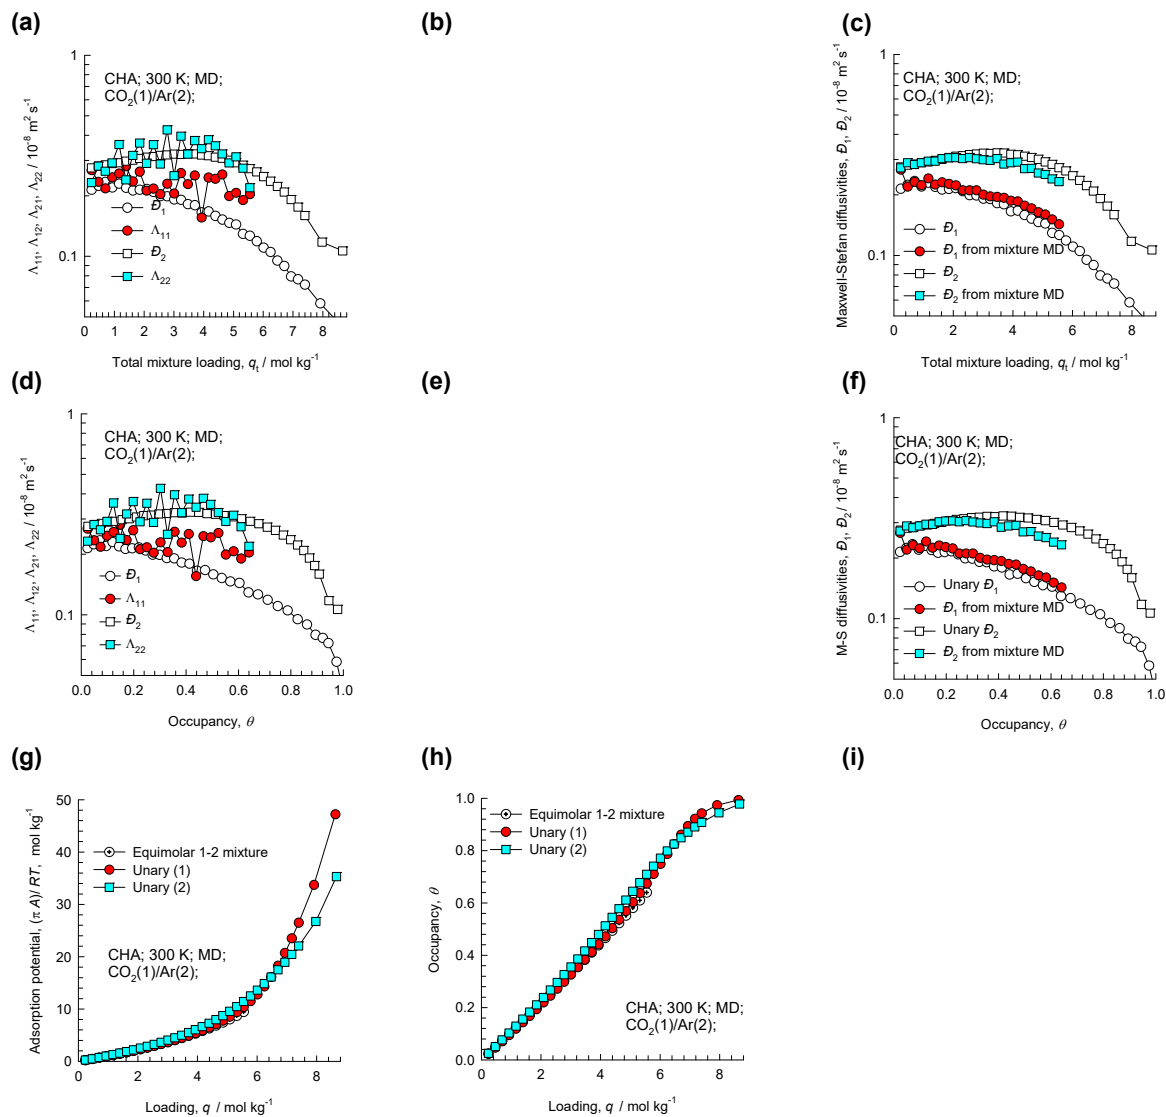 (a)
(b)
(c)
1
0.1
Λ11, Λ12, Λ21, Λ22 / 10-8 m2 s-1
CHA; 300 K; MD;
CO2(1)/Ar(2);
Đ1
Λ11
Đ2
Λ22
0 1 2 3 4 5 6 7 8
Total mixture loading, qt / mol kg-1
1
0.1
Maxwell-Stefan diffusivities, Đ1, Đ2 / 10-8 m2 s-1
CHA; 300 K; MD;
CO2(1)/Ar(2);
Đ1
Đ1 from mixture MD
Đ2
Đ2 from mixture MD
0 2 4 6 8
Total mixture loading, qt / mol kg-1
(d)
(e)
(f)
1
0.1
Λ11, Λ12, Λ21, Λ22 / 10-8 m2 s-1
CHA; 300 K; MD;
CO2(1)/Ar(2);
Đ1
Λ11
Đ2
Λ22
0.0 0.2 0.4 0.6 0.8 1.0
Occupancy, θ
1
0.1
M-S diffusivities, Đ1, Đ2 / 10-8 m2 s-1
CHA; 300 K; MD;
CO2(1)/Ar(2);
Unary Đ1
Đ1 from mixture MD
Unary Đ2
Đ2 from mixture MD
0.0 0.2 0.4 0.6 0.8 1.0
Occupancy, θ
(g)
(h)
(i)
50
40
30
20
10
0
Adsorption potential, (π A)/ RT, mol kg-1
Equimolar 1-2 mixture
Unary (1)
Unary (2)
CHA; 300 K; MD;
CO2(1)/Ar(2);
0 2 4 6 8
Loading, q / mol kg-1
1.0
0.8
0.6
0.4
0.2
0.0
Occupancy, θ
Equimolar 1-2 mixture
Unary (1)
Unary (2)
CHA; 300 K; MD;
CO2(1)/Ar(2);
0 2 4 6 8
Loading, q / mol kg-1